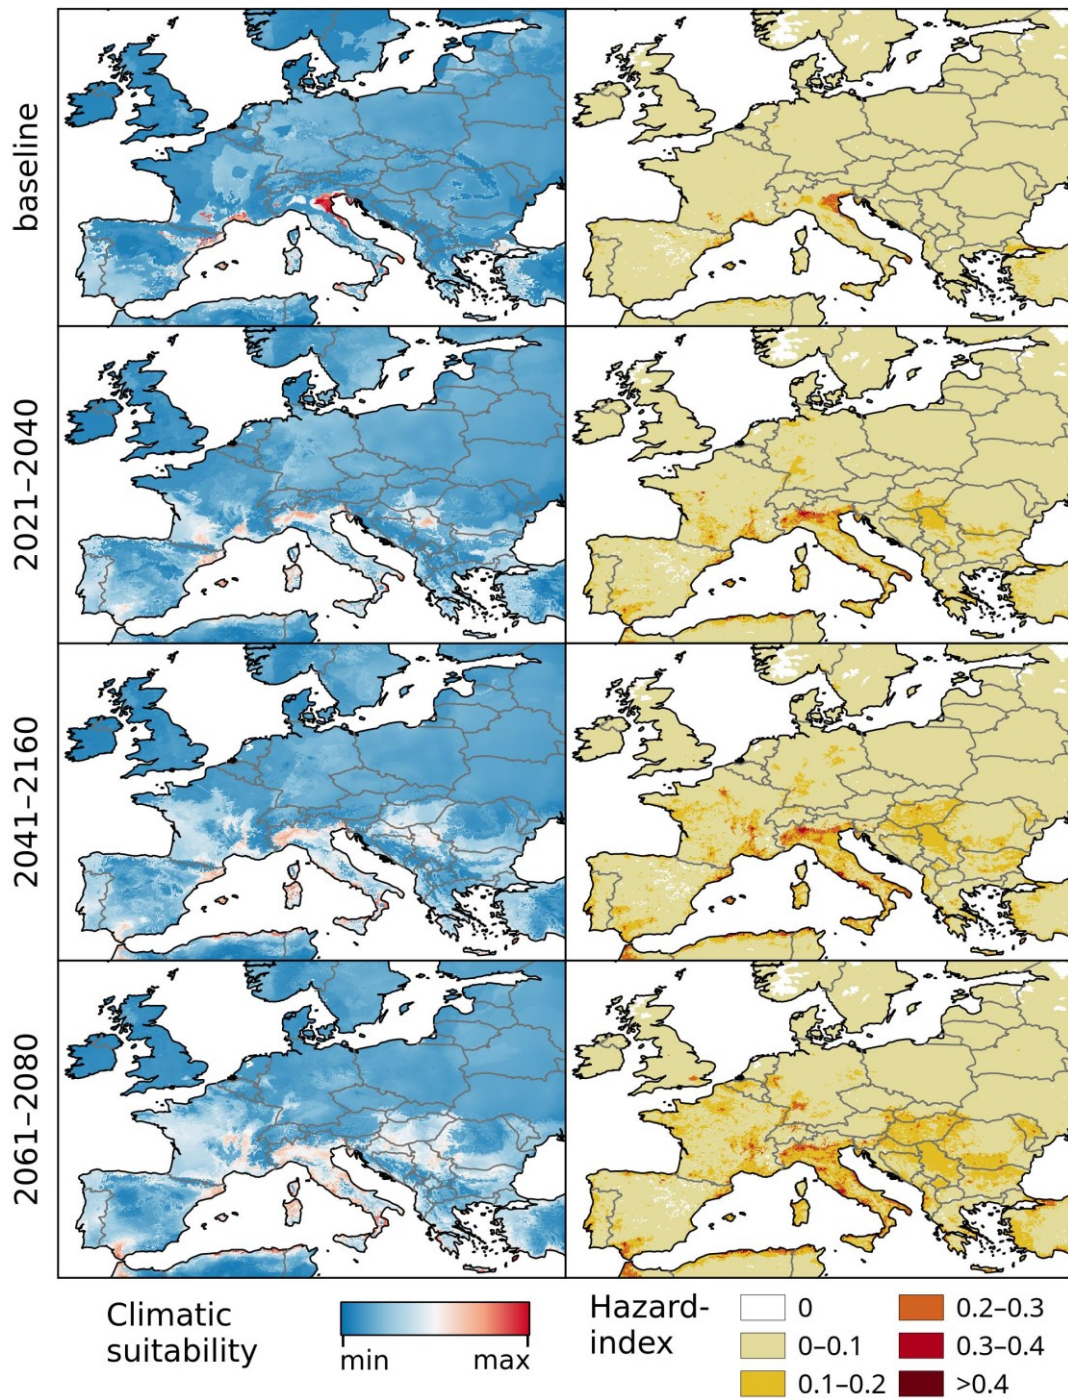 baseline
2021–2040
2041–2160
2061–2080
Climatic
suitability
min
max
Hazard-
index
0
0–0.1
0.1–0.2
0.2–0.3
0.3–0.4
>0.4